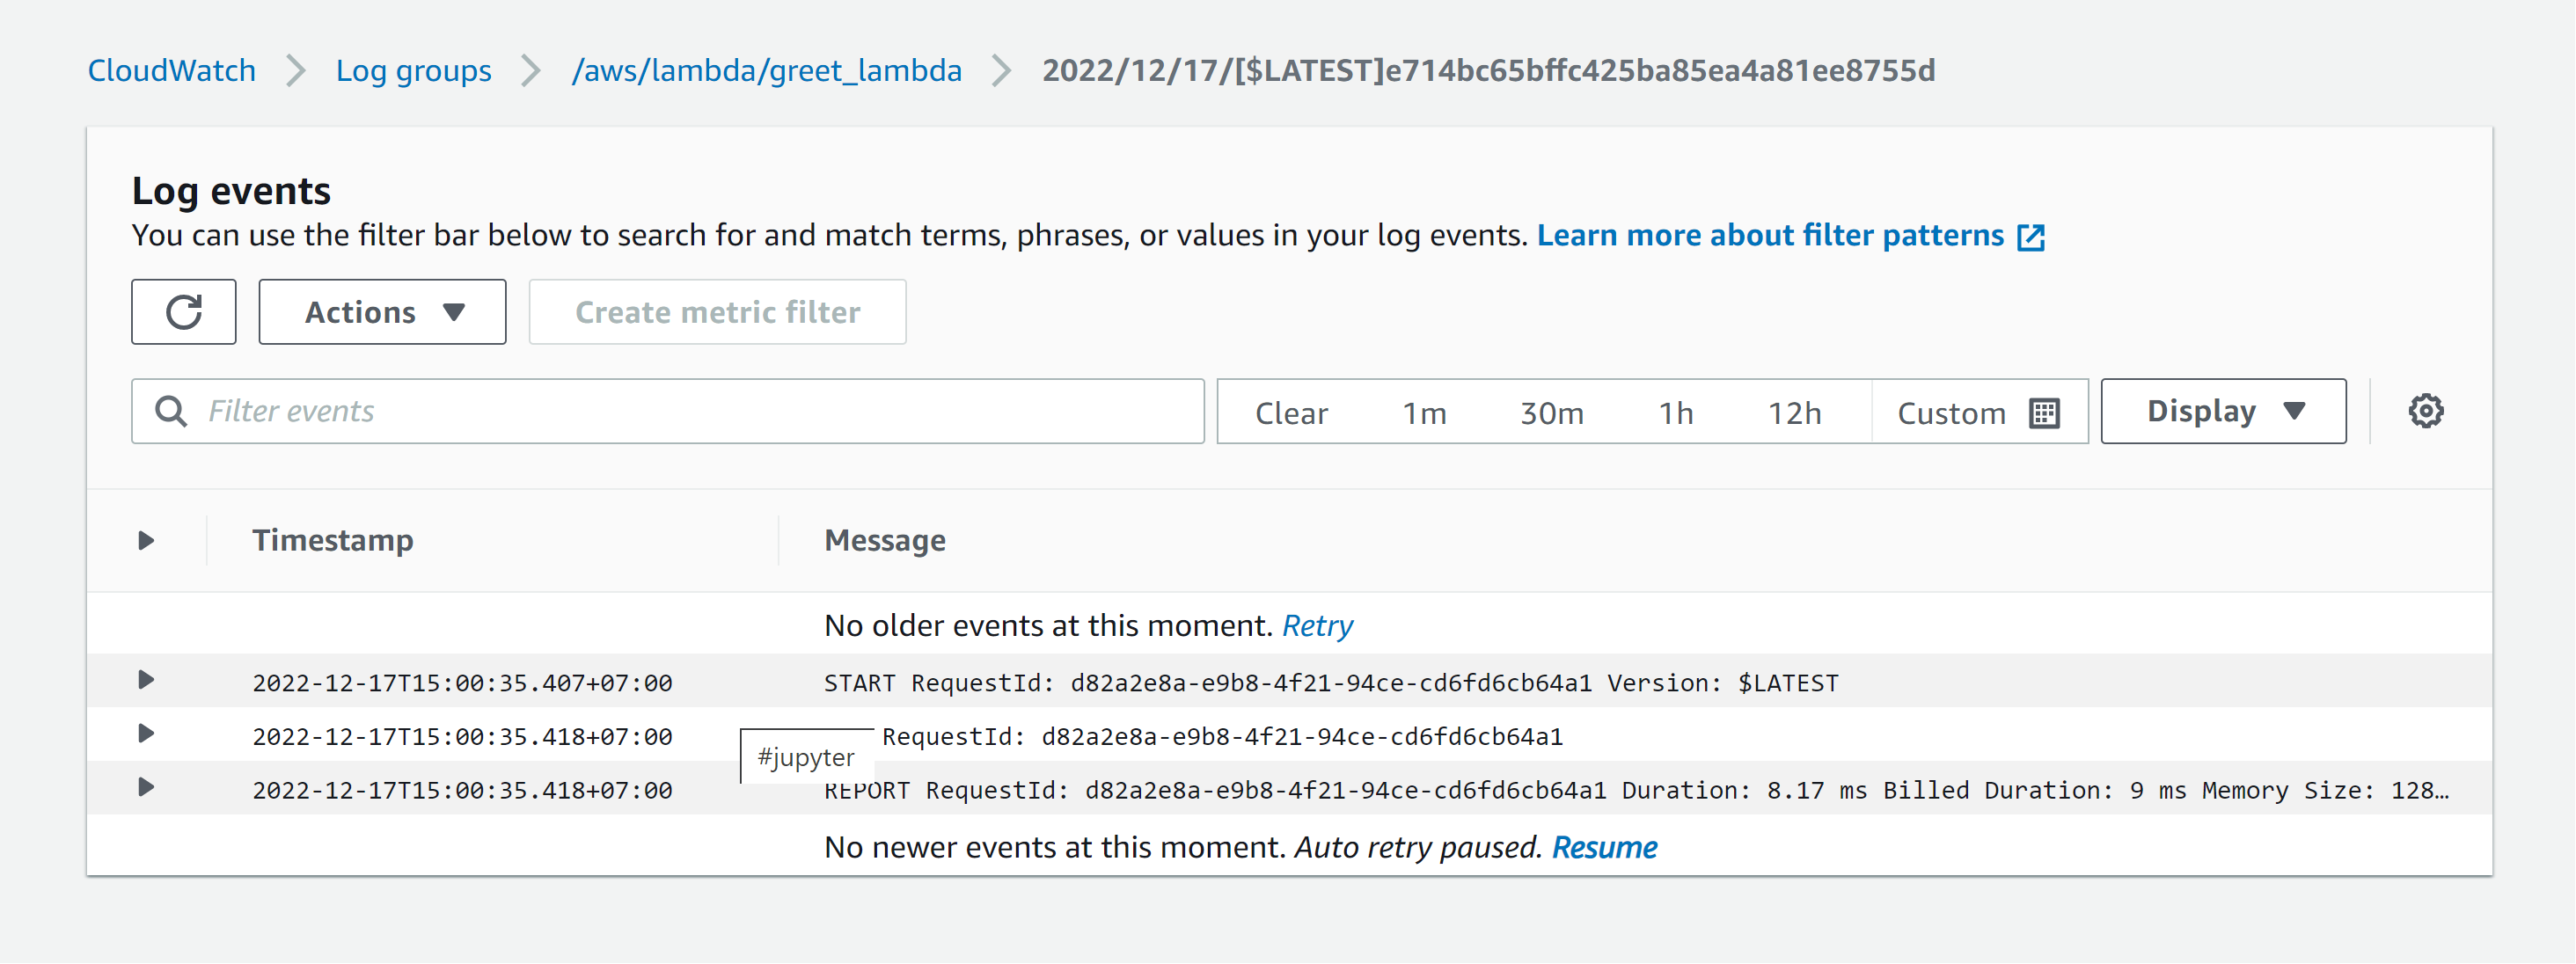 CloudWatch > Log groups > /aws/lambda/greet_lambda > 2022/12/17/[$LATEST]e714bc65bffc425ba85ea4a81ee8755d
Log events
You can use the filter bar below to search for and match terms, phrases, or values in your log events. Learn more about filter patterns
Actions Create metric filter
Filter events Clear 1m 30m 1h 12h Custom Display
Timestamp Message
No older events at this moment. Retry
2022-12-17T15:00:35.407+07:00 START RequestId: d82a2e8a-e9b8-4f21-94ce-cd6fd6cb64a1 Version: $LATEST
2022-12-17T15:00:35.418+07:00 RequestId: d82a2e8a-e9b8-4f21-94ce-cd6fd6cb64a1
#jupyter
2022-12-17T15:00:35.418+07:00 REPORT RequestId: d82a2e8a-e9b8-4f21-94ce-cd6fd6cb64a1 Duration: 8.17 ms Billed Duration: 9 ms Memory Size: 128…
No newer events at this moment. Auto retry paused. Resume